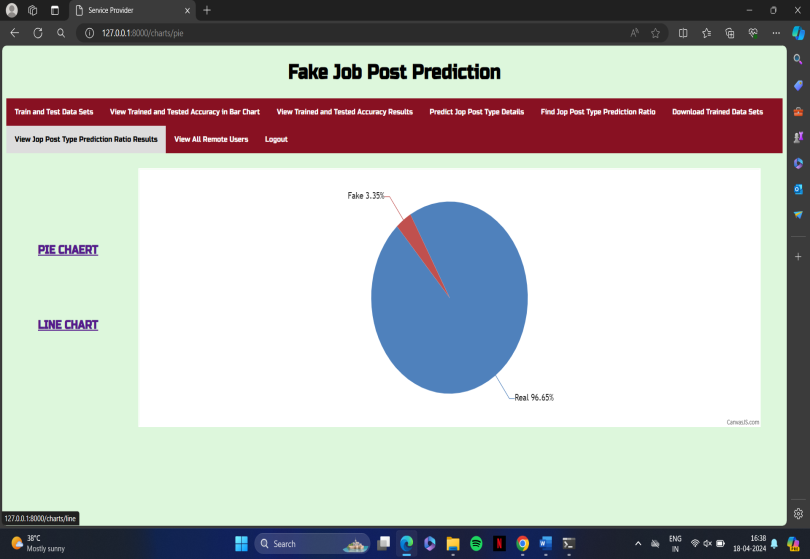 Service Provider
127.0.0.1:8000/charts/pie
Fake Job Post Prediction
Train and Test Data Sets View Trained and Tested Accuracy in Bar Chart View Trained and Tested Accuracy Results Predict Job Post Type Details Find Job Post Type Prediction Ratio Download Trained Data Sets
View Job Post Type Prediction Ratio Results View All Remote Users Logout
Fake 3.35%
PIE CHAERT
LINE CHART
Real 96.65%
CanvasJS.com
127.0.0.1:8000/charts/line
38°C
Mostly sunny
Search
ENG
IN
16:38
18-04-2024